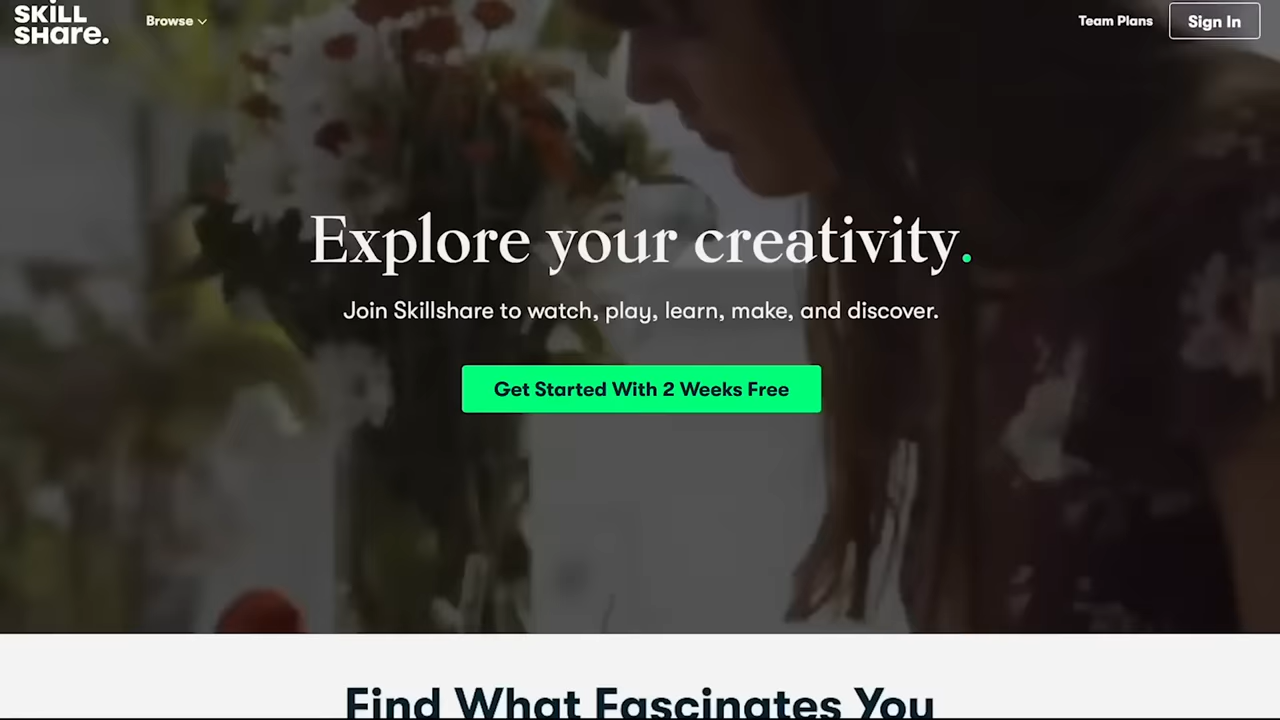 SKILL
SHare.
Browse
Team Plans
Sign In
Explore your creativity.
Join Skillshare to watch, play, learn, make, and discover.
Get Started With 2 Weeks Free
Find What Fascinates You